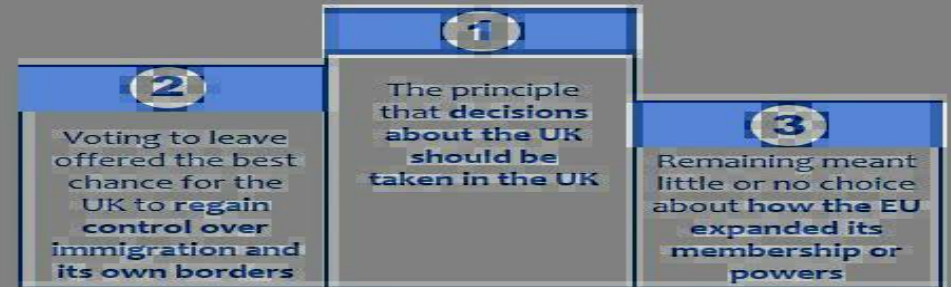 1
The principle
that decisions
about the UK
should be
taken in the UK
2
Voting to leave
offered the best
chance for the
UK to regain
control over
immigration and
its own borders
3
Remaining meant
little or no choice
about how the EU
expanded its
membership or
powers